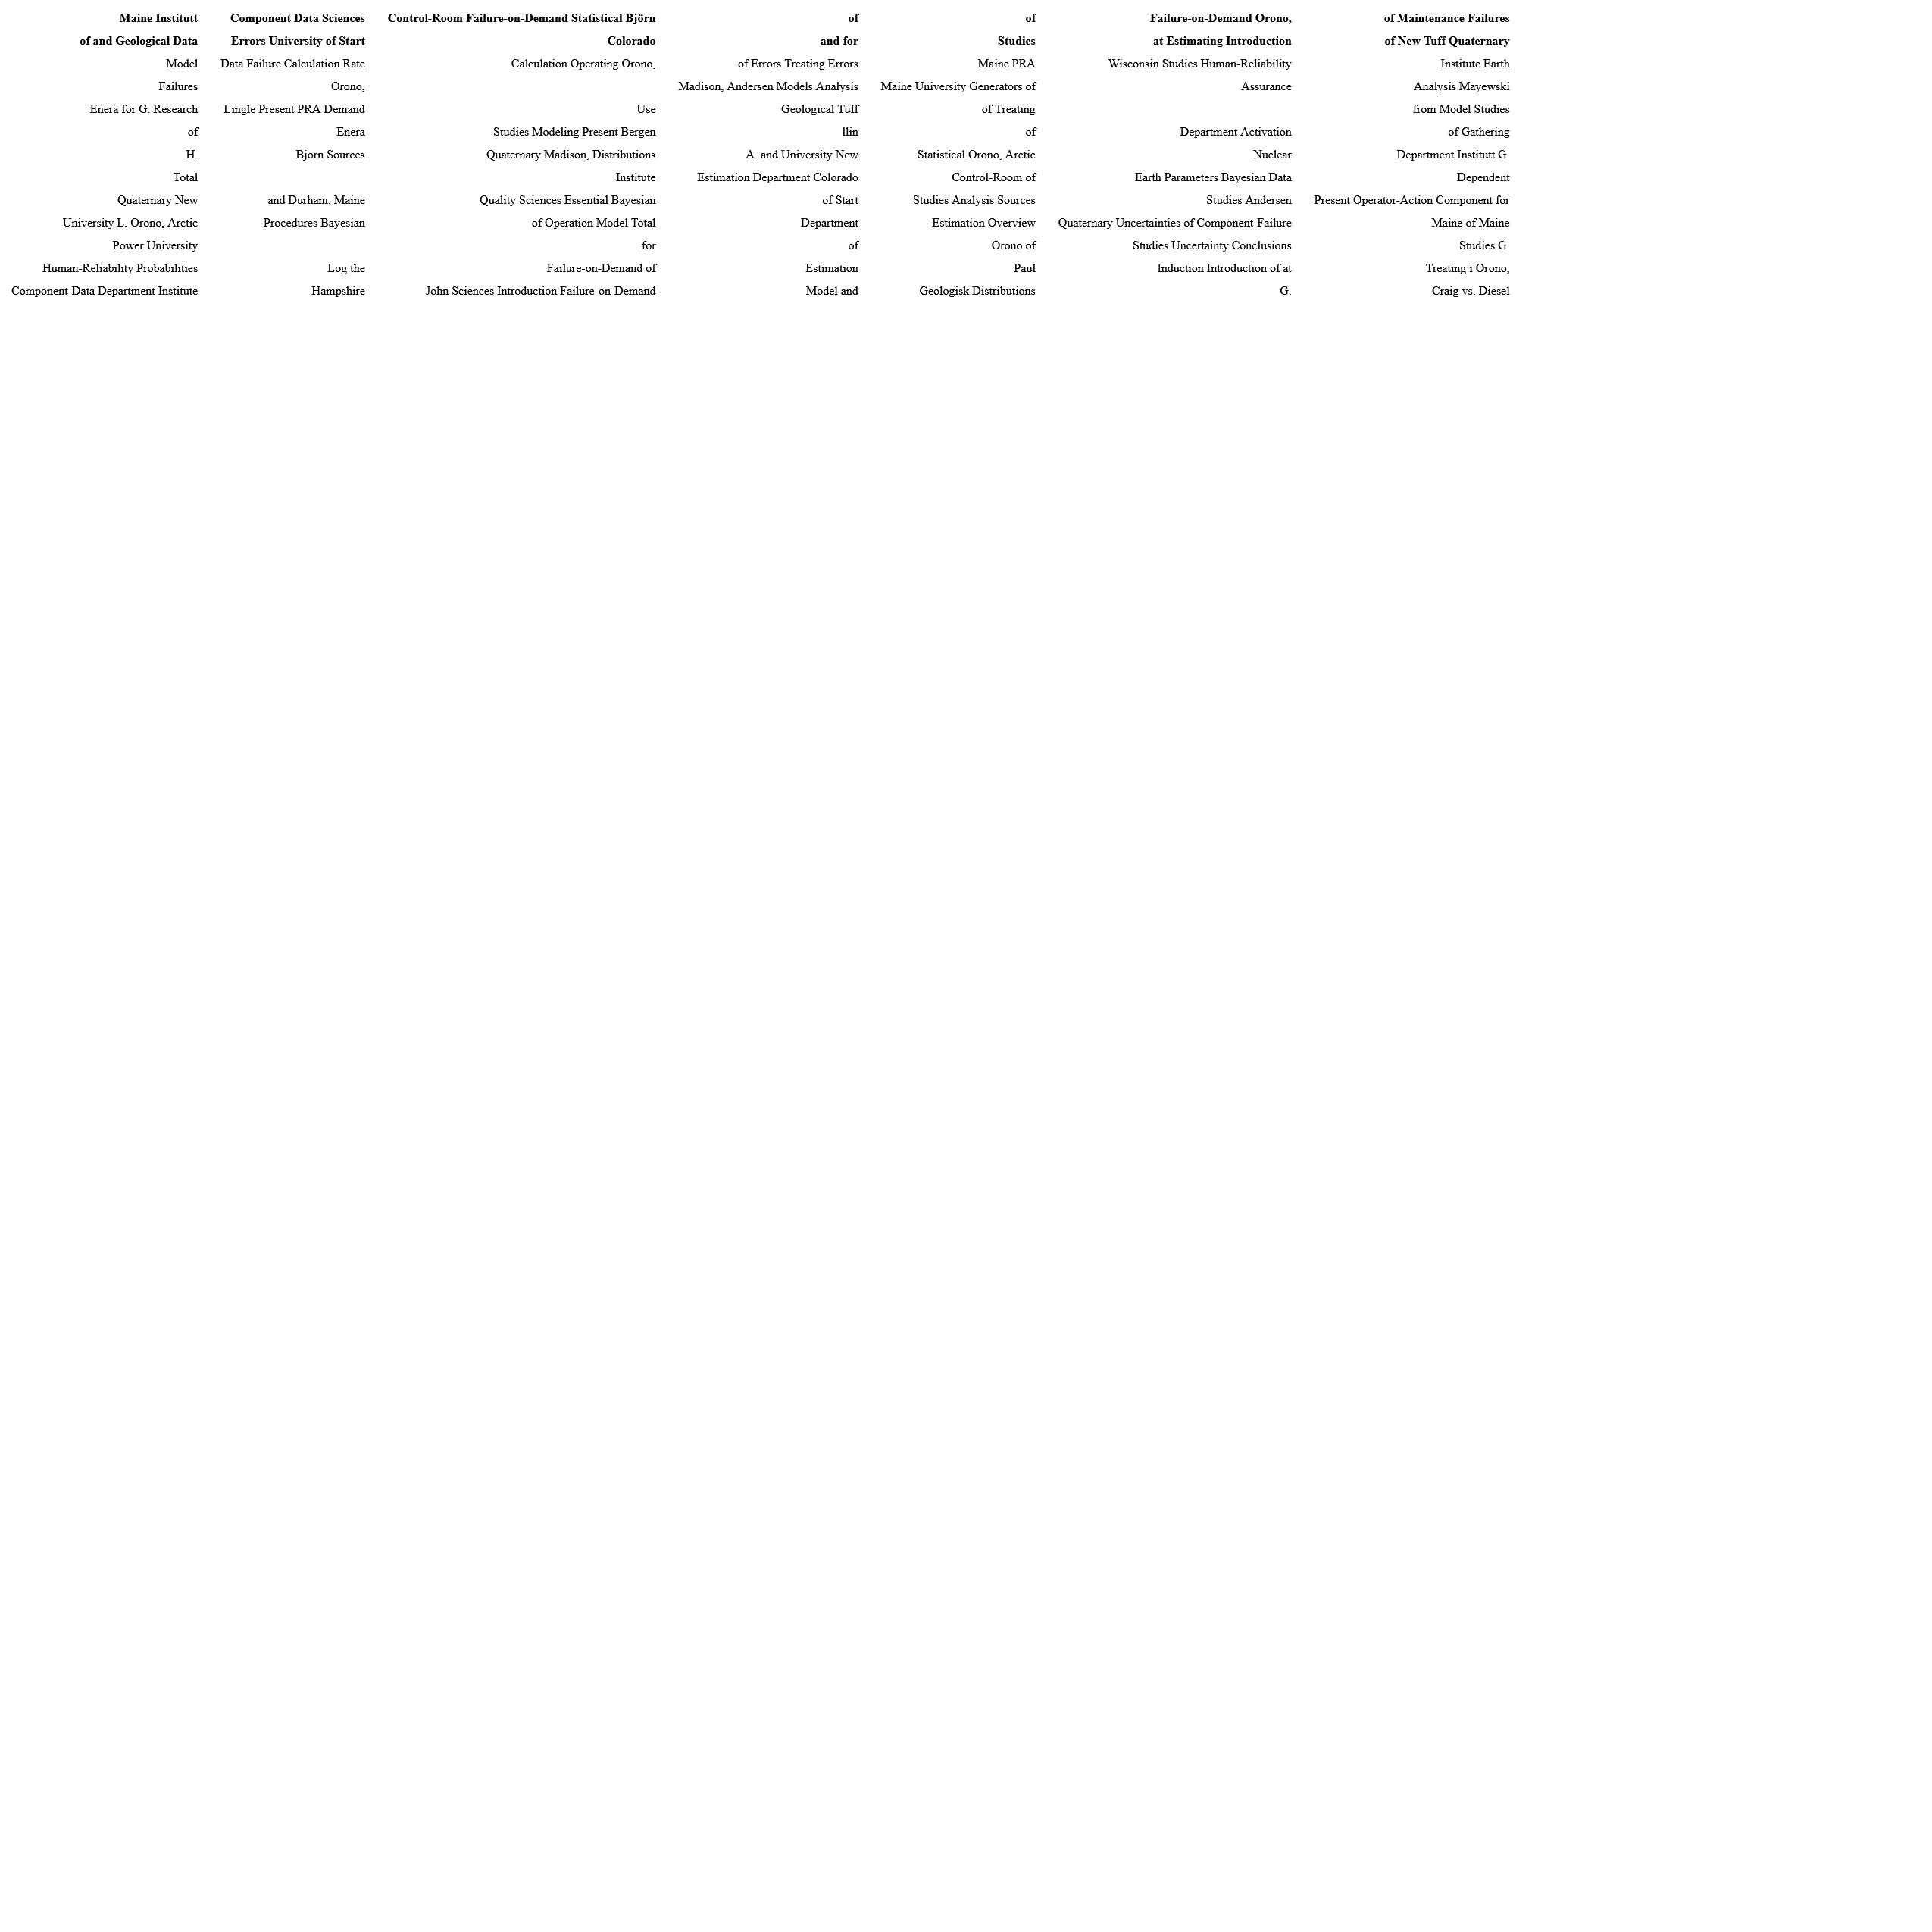 Maine Institutt Component Data Sciences Control-Room Failure-on-Demand Statistical Björn of of Failure-on-Demand Orono, of Maintenance Failures
of and Geological Data Errors University of Start Colorado and for Studies at Estimating Introduction of New Tuff Quaternary
Model Data Failure Calculation Rate Calculation Operating Orono, of Errors Treating Errors Maine PRA Wisconsin Studies Human-Reliability Institute Earth
Failures Orono, Madison, Andersen Models Analysis Maine University Generators of Assurance Analysis Mayewski
Enera for G. Research Lingle Present PRA Demand Use Geological Tuff of Treating from Model Studies
of Enera Studies Modeling Present Bergen llin of Department Activation of Gathering
H. Björn Sources Quaternary Madison, Distributions A. and University New Statistical Orono, Arctic Nuclear Department Institutt G.
Total Institute Estimation Department Colorado Control-Room of Earth Parameters Bayesian Data Dependent
Quaternary New and Durham, Maine Quality Sciences Essential Bayesian of Start Studies Analysis Sources Studies Andersen Present Operator-Action Component for
University L. Orono, Arctic Procedures Bayesian of Operation Model Total Department Estimation Overview Quaternary Uncertainties of Component-Failure Maine of Maine
Power University for of Orono of Studies Uncertainty Conclusions Studies G.
Human-Reliability Probabilities Log the Failure-on-Demand of Estimation Paul Induction Introduction of at Treating i Orono,
Component-Data Department Institute Hampshire John Sciences Introduction Failure-on-Demand Model and Geologisk Distributions G. Craig vs. Diesel